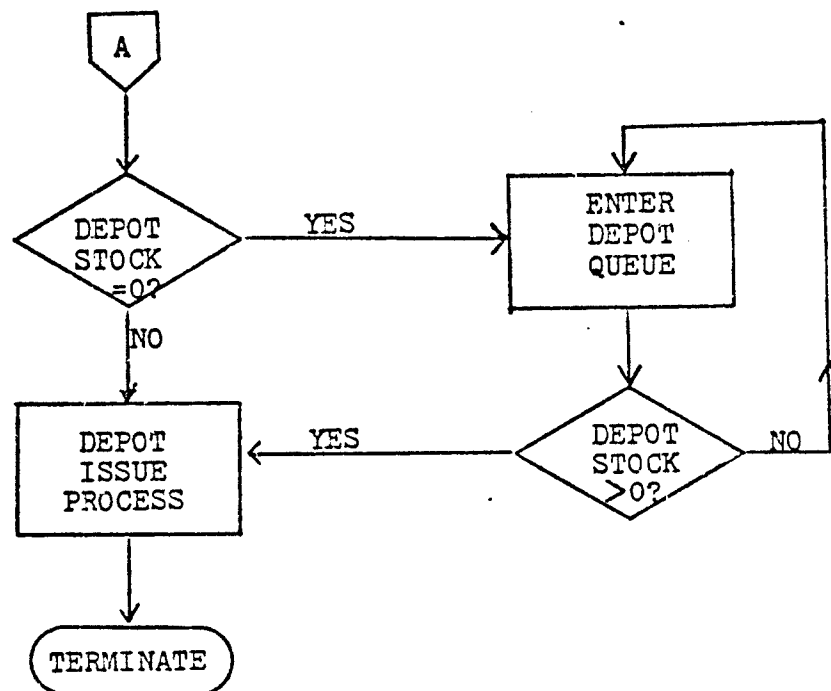 A
DEPOT
STOCK
=0?
YES
ENTER
DEPOT
QUEUE
NO
DEPOT
ISSUE
PROCESS
YES
DEPOT
STOCK
>0?
NO
TERMINATE